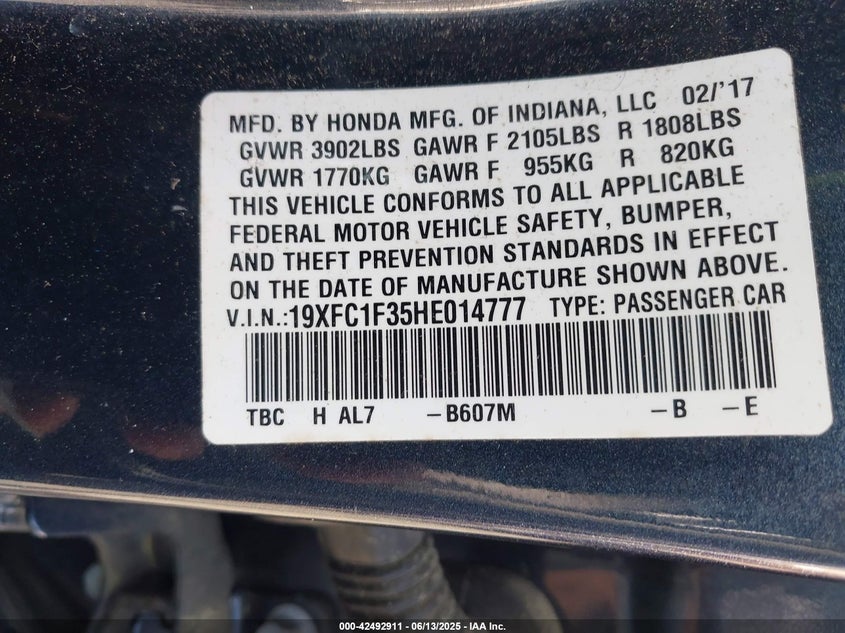 MFD. BY HONDA MFG. OF INDIANA, LLC 02/'17
GVWR 3902LBS GAWR F 2105LBS R 1808LBS
GVWR 1770KG GAWR F 955KG R 820KG
THIS VEHICLE CONFORMS TO ALL APPLICABLE
FEDERAL MOTOR VEHICLE SAFETY, BUMPER,
AND THEFT PREVENTION STANDARDS IN EFFECT
ON THE DATE OF MANUFACTURE SHOWN ABOVE.
V.I.N.:19XFC1F35HE014777 TYPE: PASSENGER CAR
TBC H AL7 -B607M -B -E
000-42492911 - 06/13/2025 - IAA Inc.